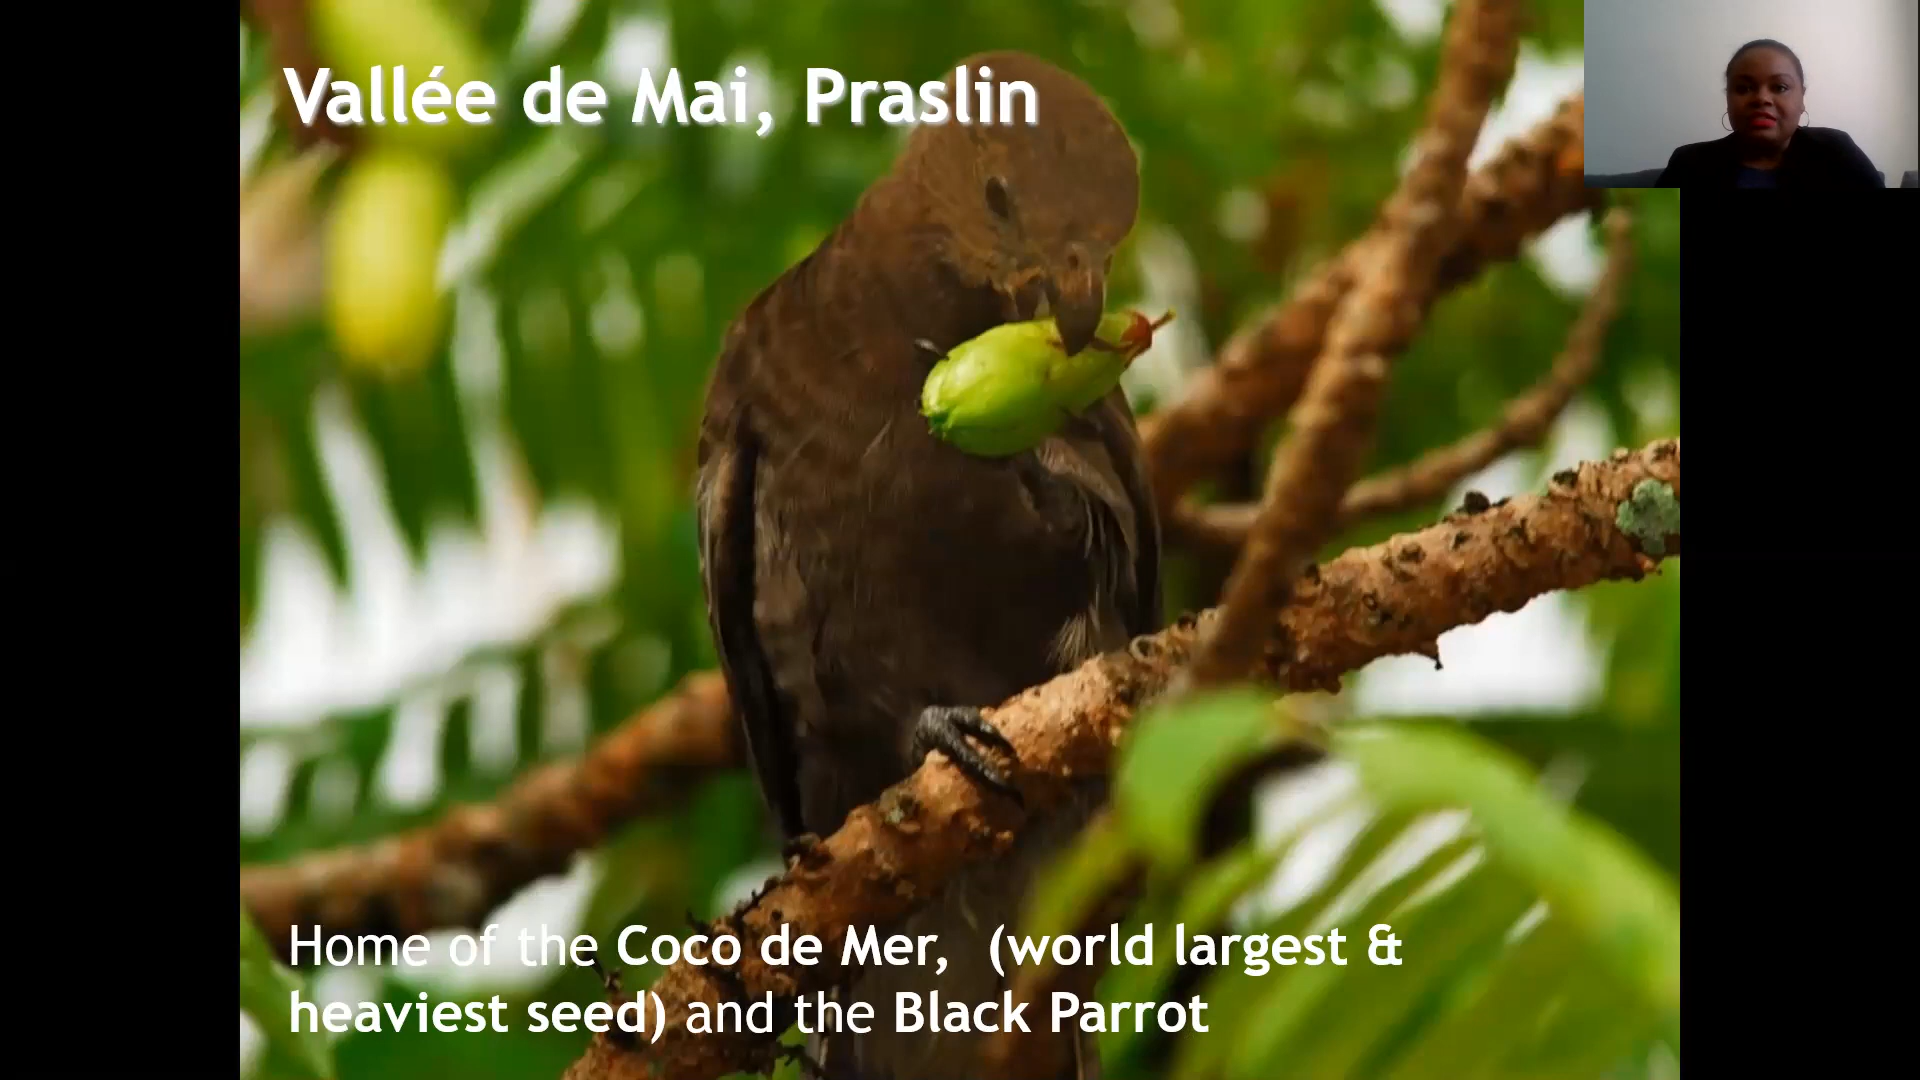 Vallée de Mai, Praslin
Home of the Coco de Mer, (world largest &
heaviest seed) and the Black Parrot